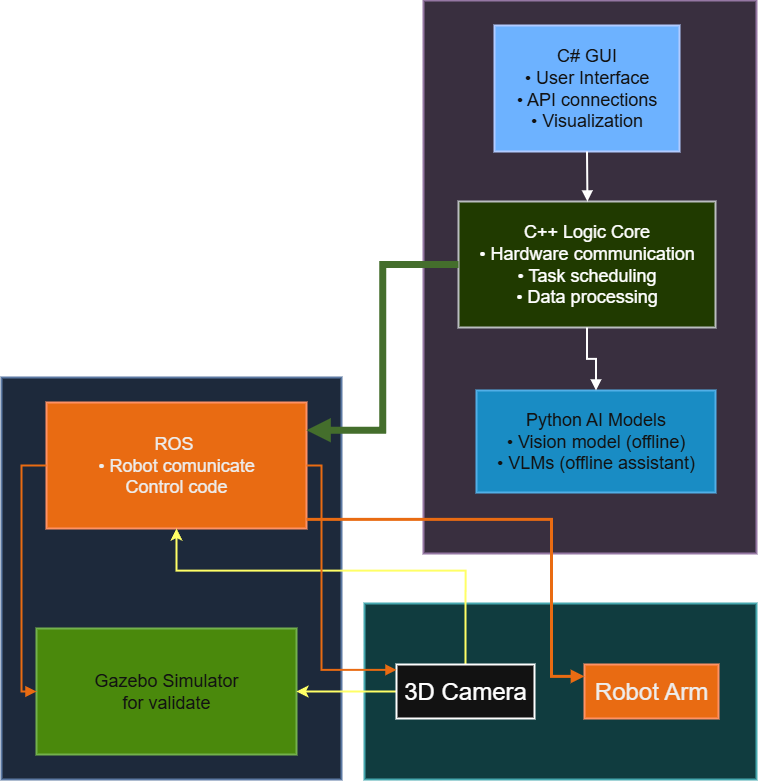 C# GUI
• User Interface
• API connections
• Visualization
C++ Logic Core
• Hardware communication
• Task scheduling
• Data processing
Python AI Models
• Vision model (offline)
• VLMs (offline assistant)
ROS
• Robot comunicate
Control code
Gazebo Simulator
for validate
3D Camera
Robot Arm